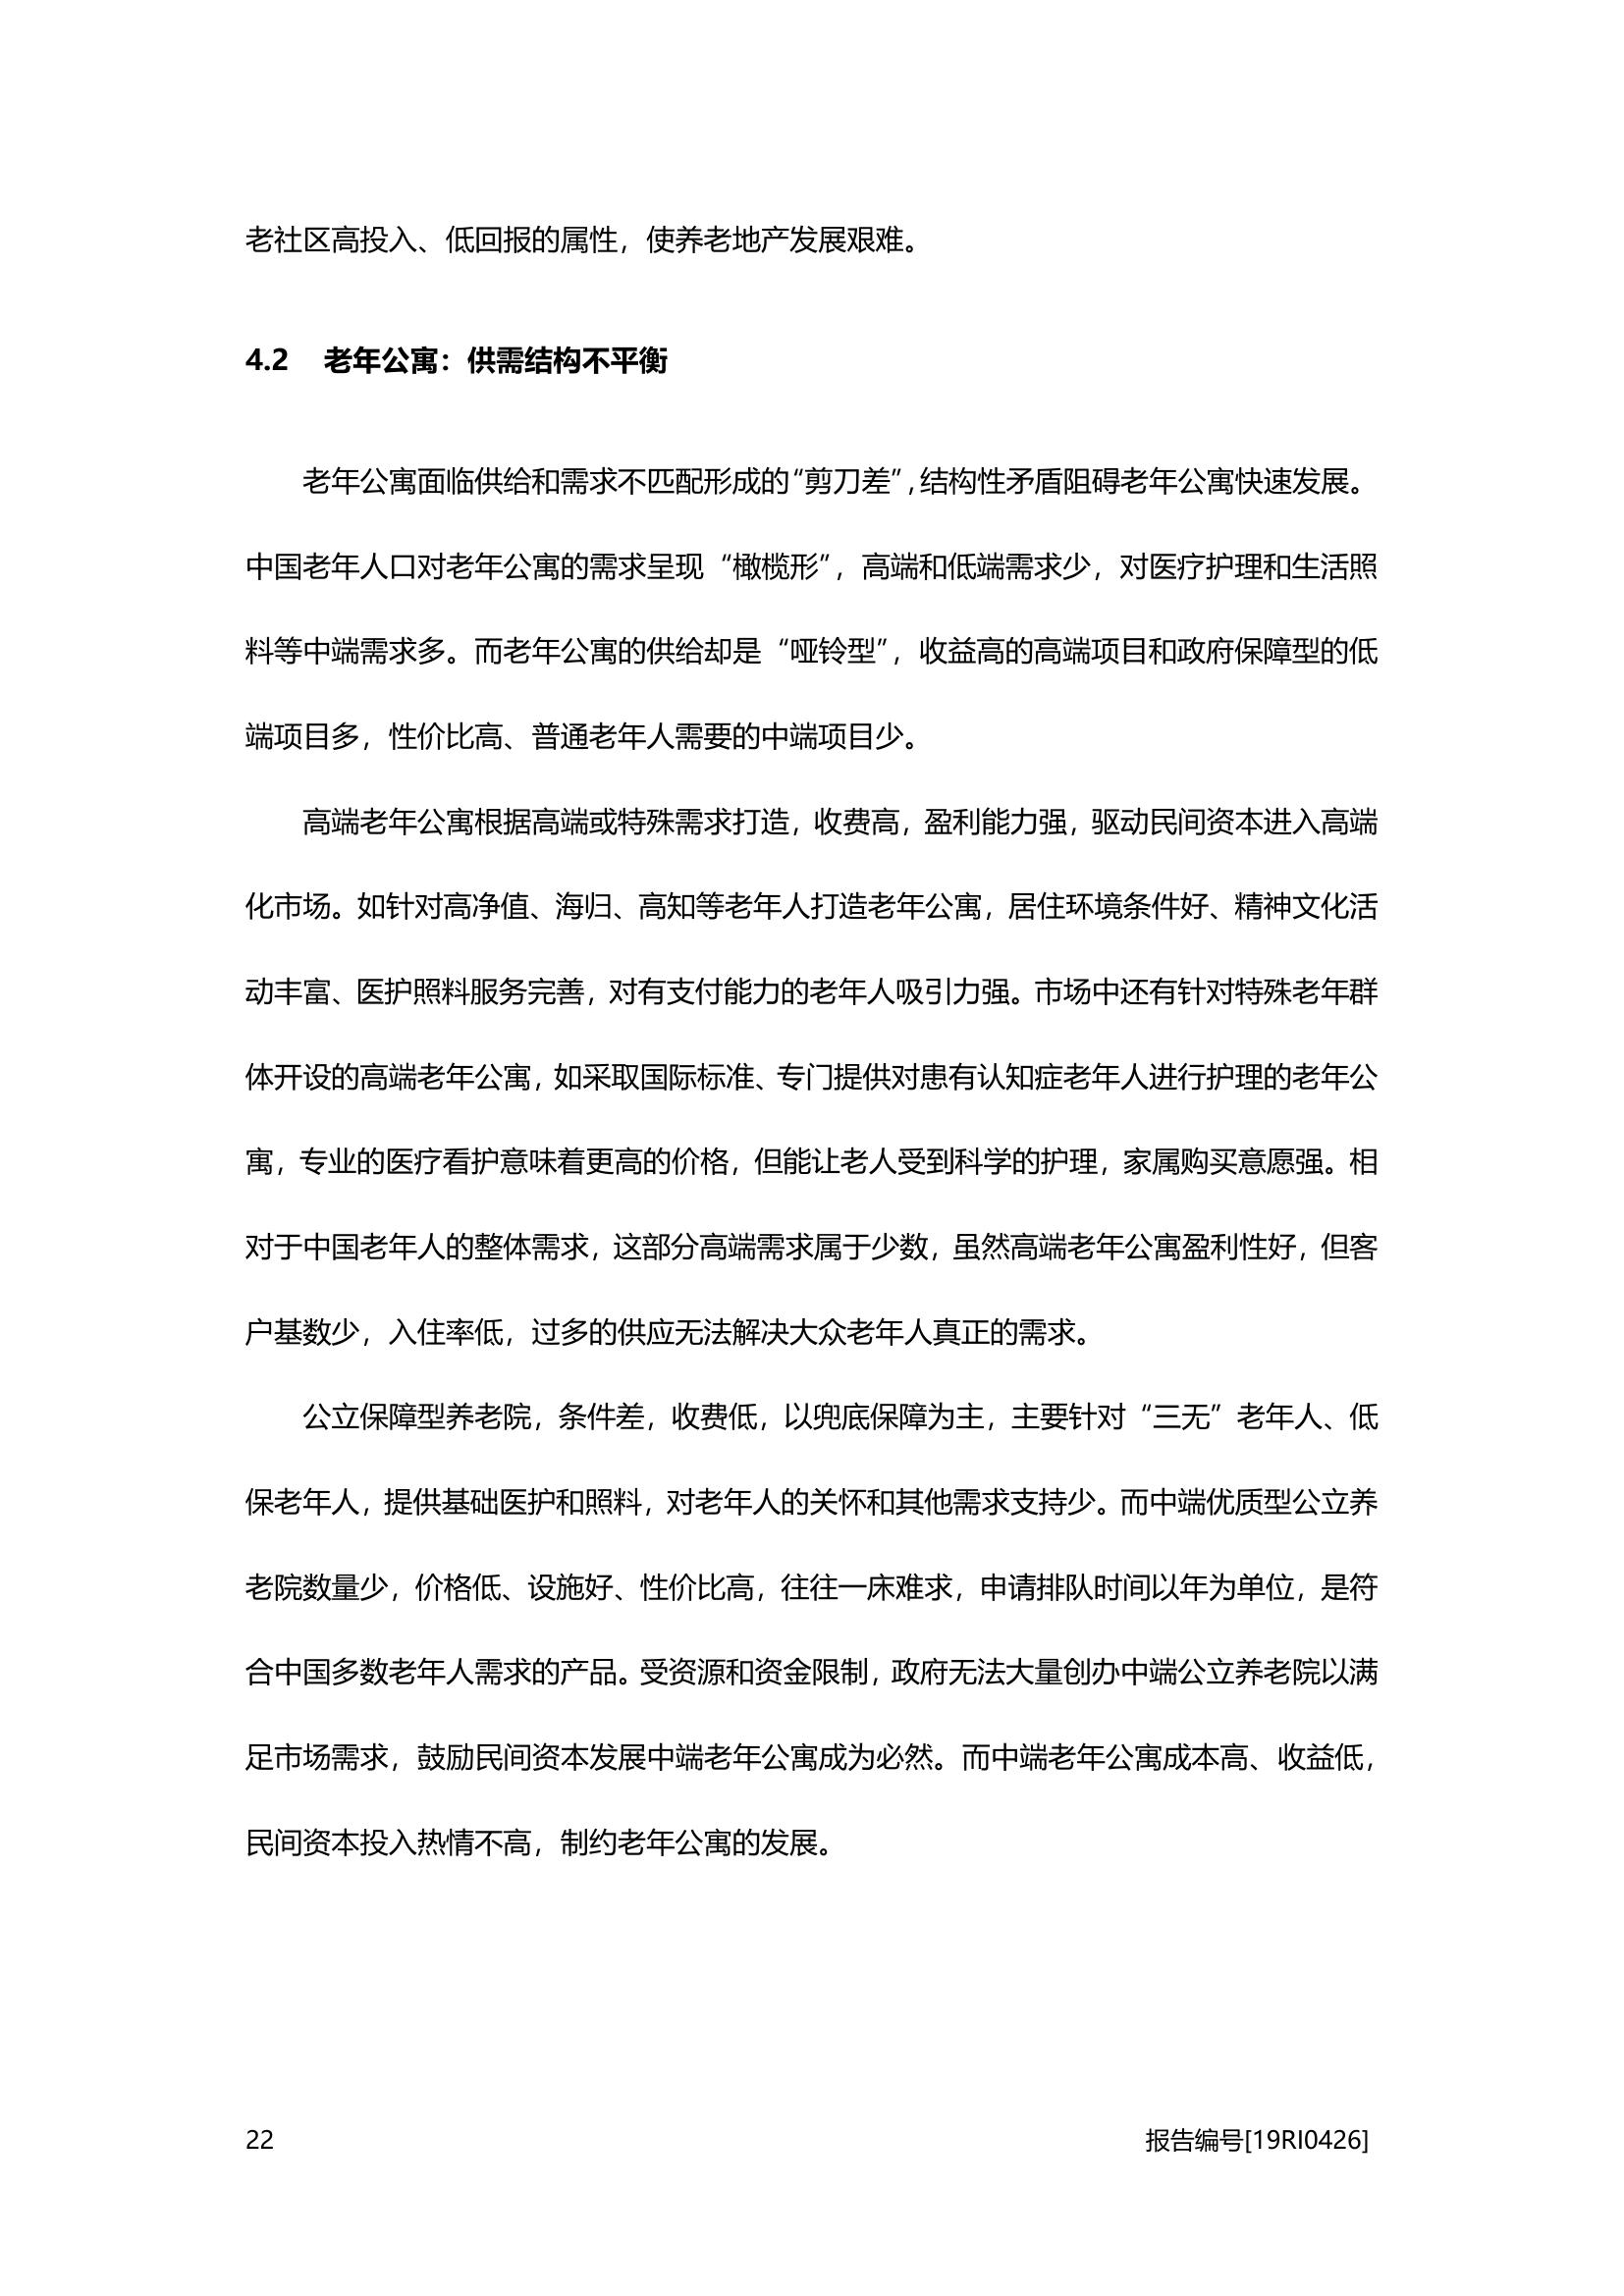 老社区高投入、低回报的属性，使养老地产发展艰难。
4.2 老年公寓：供需结构不平衡
老年公寓面临供给和需求不匹配形成的“剪刀差”，结构性矛盾阻碍老年公寓快速发展。
中国老年人口对老年公寓的需求呈现“橄榄形”，高端和低端需求少，对医疗护理和生活照
料等中端需求多。而老年公寓的供给却是“哑铃型”，收益高的高端项目和政府保障型的低
端项目多，性价比高、普通老年人需要的中端项目少。
高端老年公寓根据高端或特殊需求打造，收费高，盈利能力强，驱动民间资本进入高端
化市场。如针对高净值、海归、高知等老年人打造老年公寓，居住环境条件好、精神文化活
动丰富、医护照料服务完善，对有支付能力的老年人吸引力强。市场中还有针对特殊老年群
体开设的高端老年公寓，如采取国际标准、专门提供对患有认知症老年人进行护理的老年公
寓，专业的医疗看护意味着更高的价格，但能让老人受到科学的护理，家属购买意愿强。相
对于中国老年人的整体需求，这部分高端需求属于少数，虽然高端老年公寓盈利性好，但客
户基数少，入住率低，过多的供应无法解决大众老年人真正的需求。
公立保障型养老院，条件差，收费低，以兜底保障为主，主要针对“三无”老年人、低
保老年人，提供基础医护和照料，对老年人的关怀和其他需求支持少。而中端优质型公立养
老院数量少，价格低、设施好、性价比高，往往一床难求，申请排队时间以年为单位，是符
合中国多数老年人需求的产品。受资源和资金限制，政府无法大量创办中端公立养老院以满
足市场需求，鼓励民间资本发展中端老年公寓成为必然。而中端老年公寓成本高、收益低，
民间资本投入热情不高，制约老年公寓的发展。
22 报告编号[19RI0426]